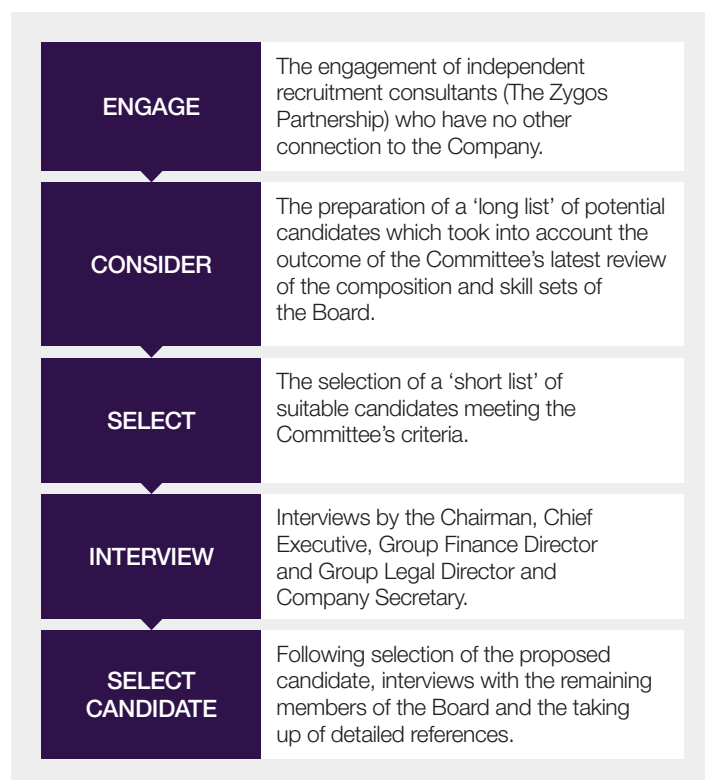 ENGAGE
The engagement of independent
recruitment consultants (The Zygos
Partnership) who have no other
connection to the Company.
CONSIDER
The preparation of a ‘long list’ of potential
candidates which took into account the
outcome of the Committee’s latest review
of the composition and skill sets of
the Board.
SELECT
The selection of a ‘short list’ of
suitable candidates meeting the
Committee’s criteria.
INTERVIEW
Interviews by the Chairman, Chief
Executive, Group Finance Director
and Group Legal Director and
Company Secretary.
SELECT
CANDIDATE
Following selection of the proposed
candidate, interviews with the remaining
members of the Board and the taking
up of detailed references.